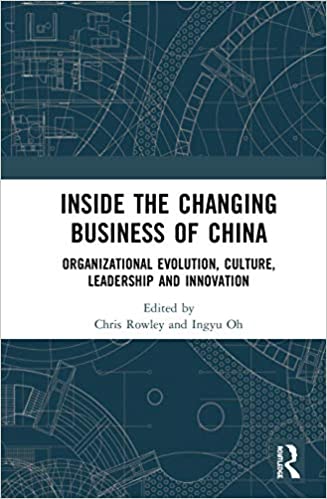 INSIDE THE CHANGING
BUSINESS OF CHINA
ORGANIZATIONAL EVOLUTION, CULTURE,
LEADERSHIP AND INNOVATION
Edited by
Chris Rowley and Ingyu Oh
R
ROUTLEDGE